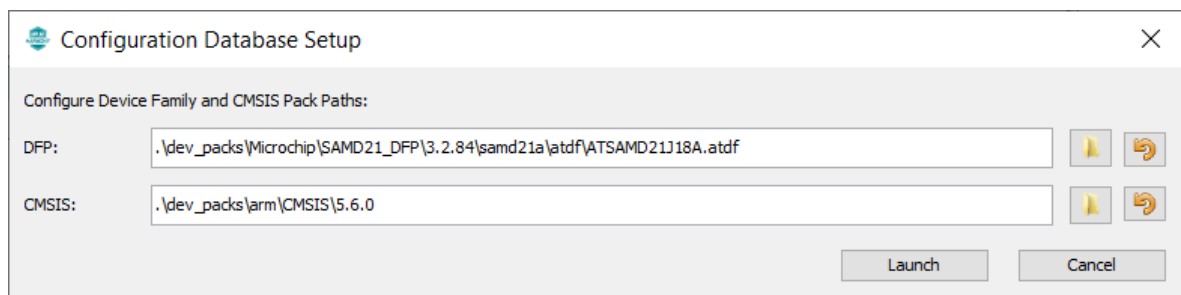 Configuration Database Setup
Configure Device Family and CMSIS Pack Paths:
DFP:
.\dev_packs\Microchip\SAMD21_DFP\3.2.84\samd21a\atdf\ATSAMD21J18A.atdf
CMSIS:
.\dev_packs\arm\CMSIS\5.6.0
Launch
Cancel